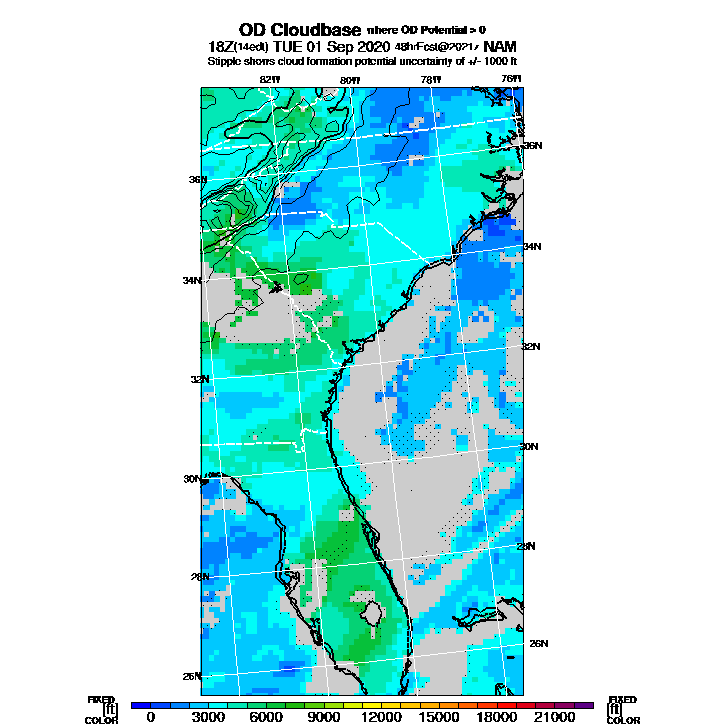 OD Cloudbase where OD Potential > 0
18Z(14edt) TUE 01 Sep 2020 48hrFcst@2021z NAM
Stipple shows cloud formation potential uncertainty of +/- 1000 ft
82W 80W 78W 76W
36N
36N
34N
34N
32N
32N
30N
30N
28N
28N
26N
26N
FIXED FIXED
[ft] [ft]
COLOR COLOR
0 3000 6000 9000 12000 15000 18000 21000